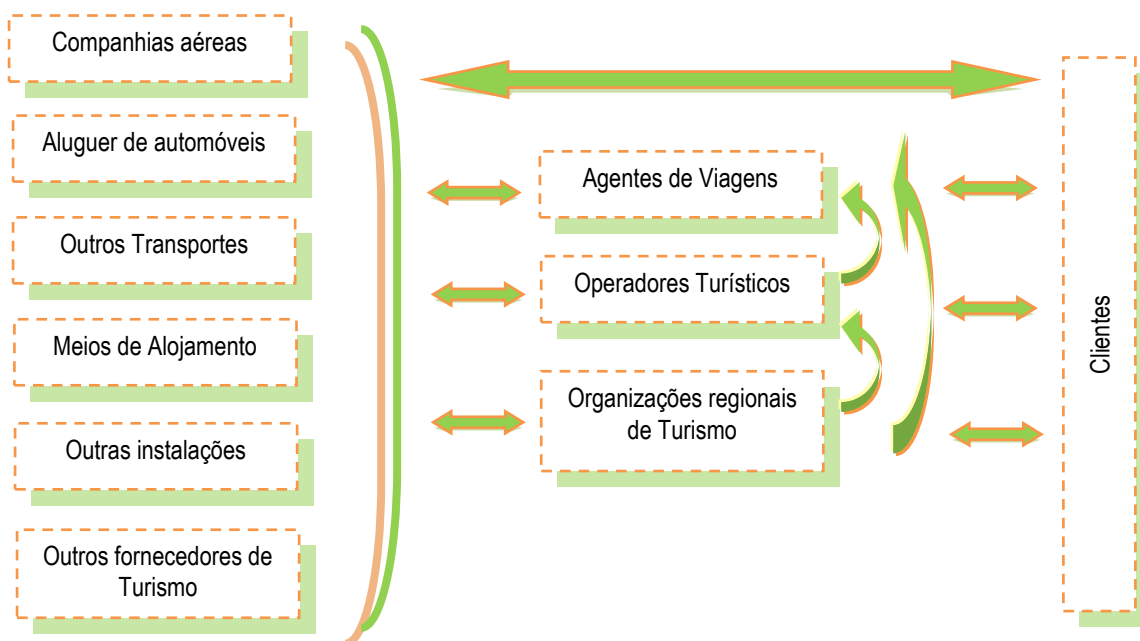 Companhias aéreas
Aluguer de automóveis
Outros Transportes
Meios de Alojamento
Outras instalações
Outros fornecedores de
Turismo
Agentes de Viagens
Operadores Turísticos
Organizações regionais
de Turismo
Clientes